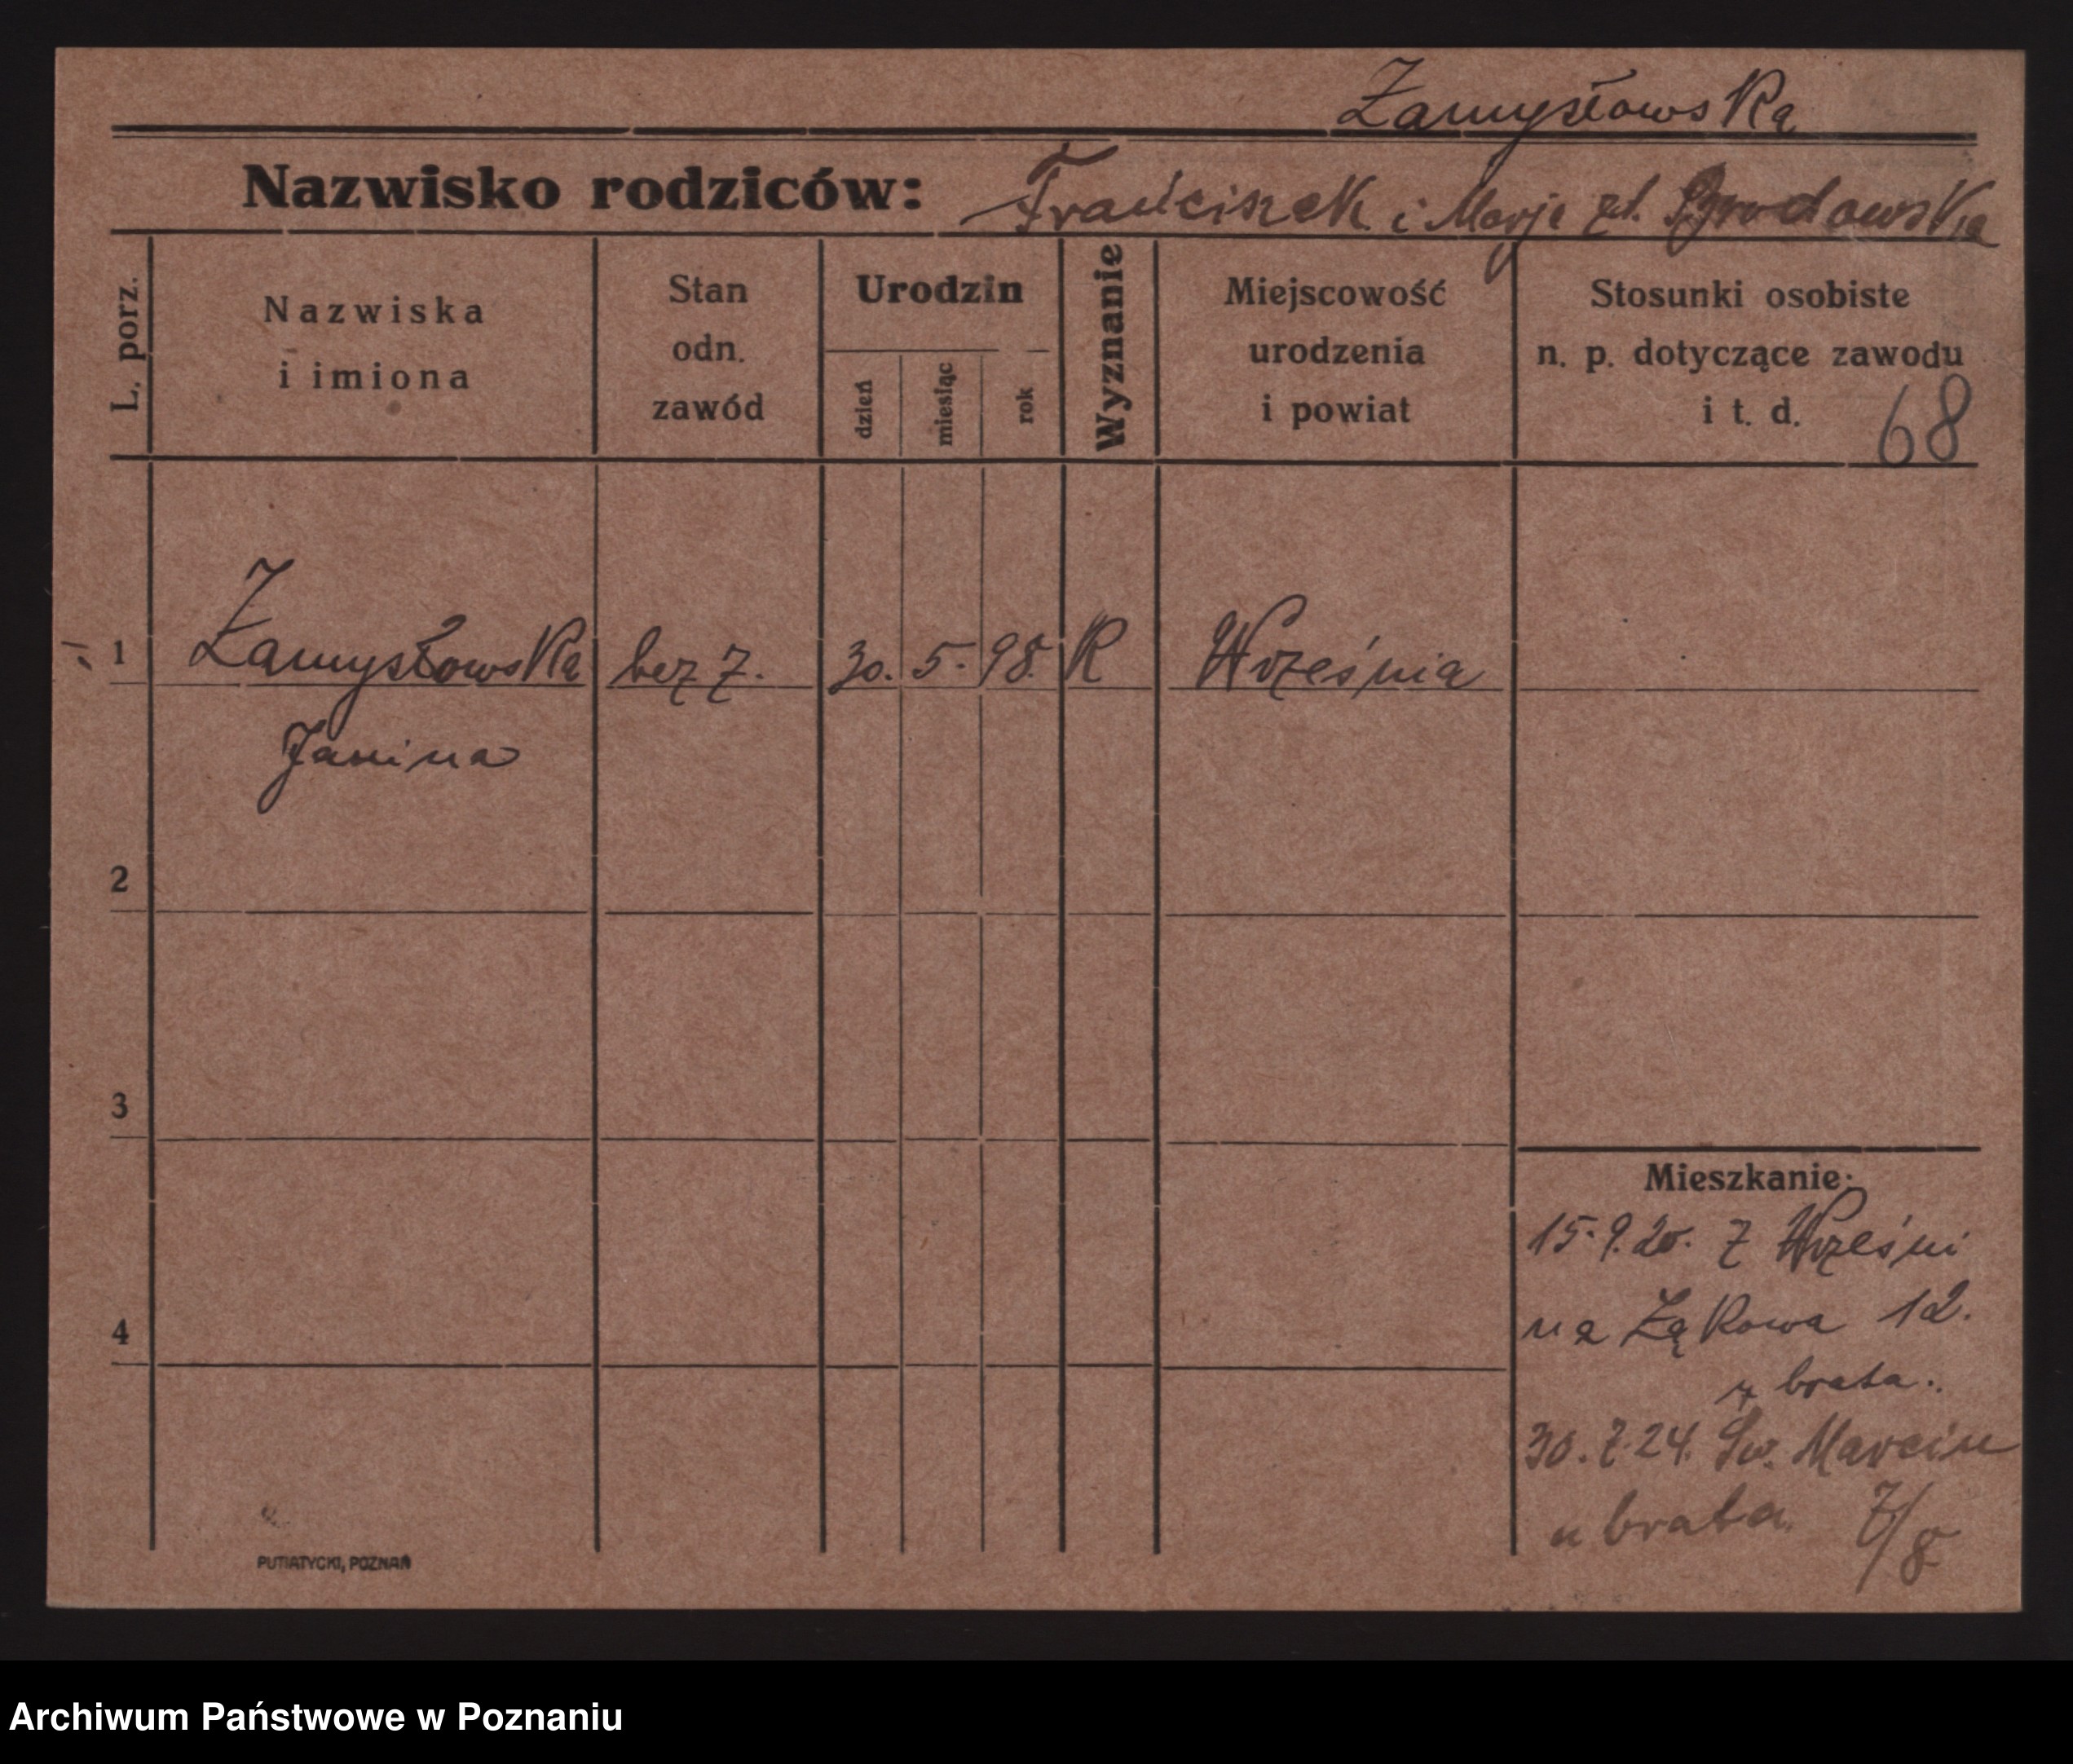 Zamysłowska
Nazwisko rodziców: Franciszek i Marja zd. Brodowska
L. porz.
Nazwiska
i imiona
Stan
odn.
zawód
Urodzin
dzień
miesiąc
rok
Wyznanie
Miejscowość
urodzenia
i powiat
Stosunki osobiste
n. p. dotyczące zawodu
i t. d. 68
1 Zamysłowska bez z. 30. 5. 98. R Września
Janina
2
3
4
Mieszkanie:
15.9.20. z Wrześni
na Łąkowa 12.
brata.
30.7.24. Św. Marcin
u brata. 7/8
PUTIATYCKI, POZNAŃ
Archiwum Państwowe w Poznaniu